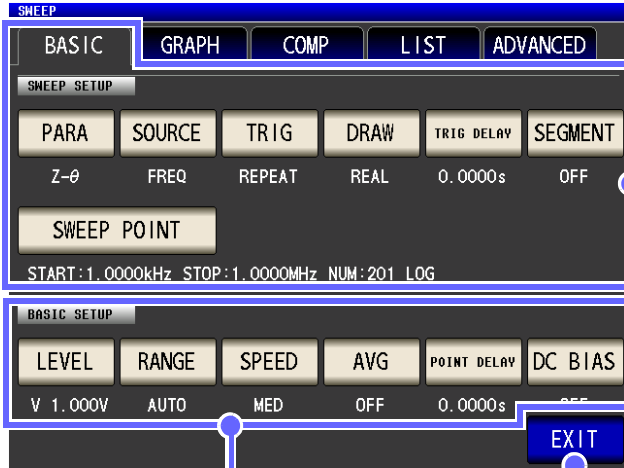 SWEEP
BASIC GRAPH COMP LIST ADVANCED
SWEEP SETUP
PARA SOURCE TRIG DRAW TRIG DELAY SEGMENT
Z-θ FREQ REPEAT REAL 0.0000s OFF
SWEEP POINT
START:1.0000kHz STOP:1.0000MHz NUM:201 LOG
BASIC SETUP
LEVEL RANGE SPEED AVG POINT DELAY DC BIAS
V 1.000V AUTO MED OFF 0.0000s OFF
EXIT